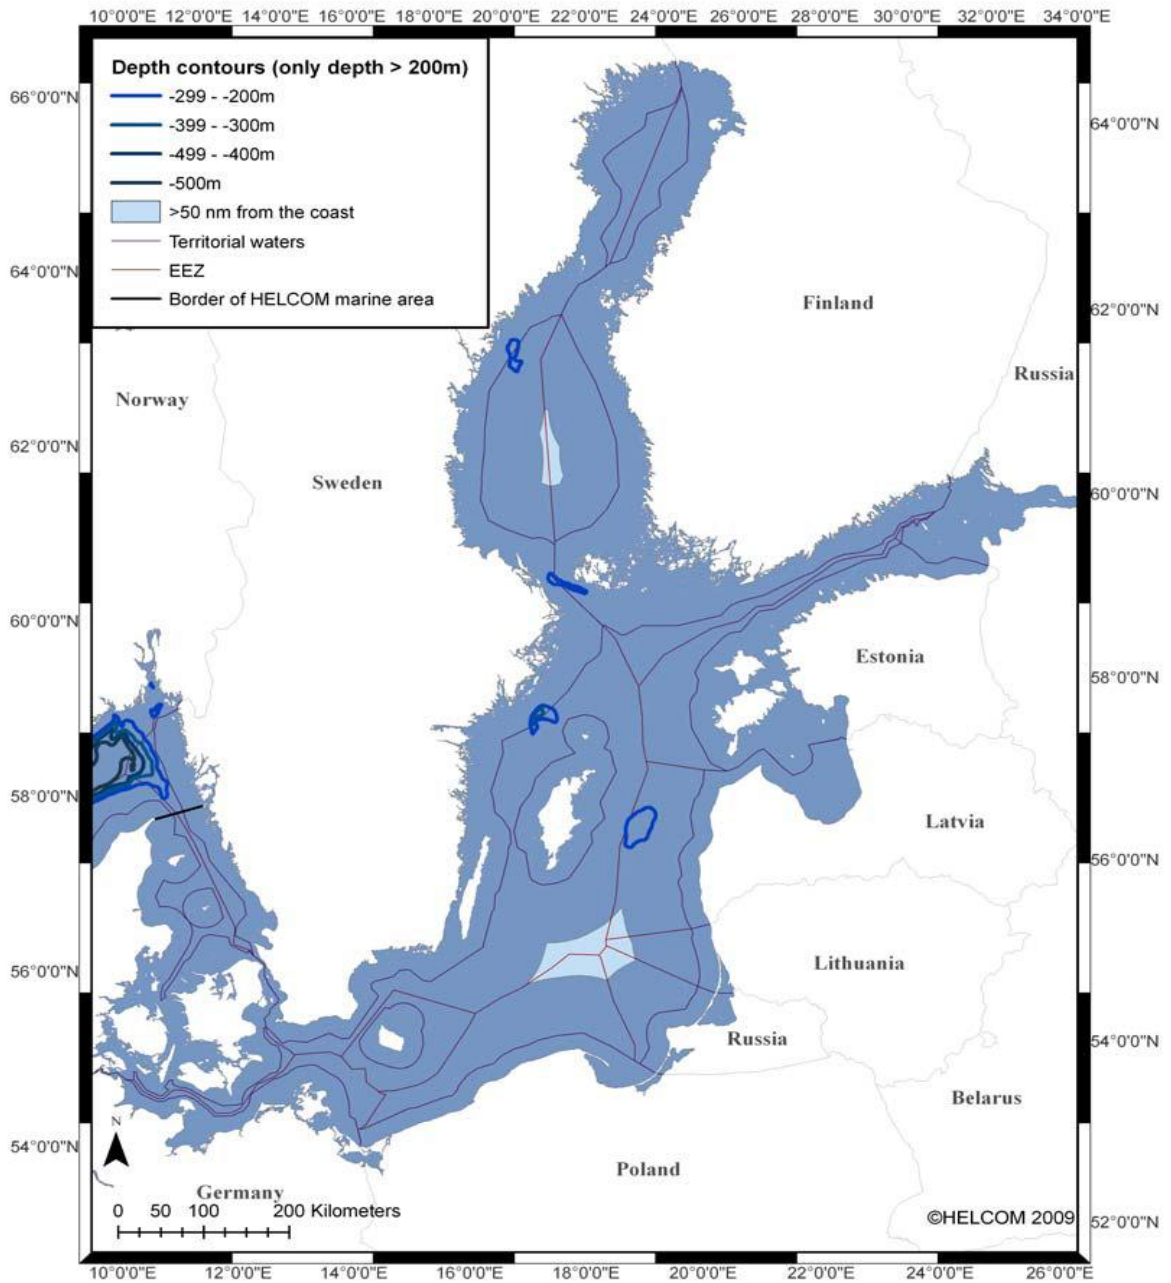 10°0'0"E 12°0'0"E 14°0'0"E 16°0'0"E 18°0'0"E 20°0'0"E 22°0'0"E 24°0'0"E 26°0'0"E 28°0'0"E 30°0'0"E 32°0'0"E 34°0'0"E
Depth contours (only depth > 200m)
-299 - -200m
-399 - -300m
-499 - -400m
-500m
>50 nm from the coast
Territorial waters
EEZ
Border of HELCOM marine area
66°0'0"N
64°0'0"N
64°0'0"N
62°0'0"N
Finland
Russia
Norway
62°0'0"N
Sweden
60°0'0"N
60°0'0"N
Estonia
58°0'0"N
58°0'0"N
Latvia
56°0'0"N
56°0'0"N
Lithuania
Russia
54°0'0"N
Belarus
N
54°0'0"N
Poland
Germany
0 50 100 200 Kilometers
©HELCOM 2009
52°0'0"N
10°0'0"E 12°0'0"E 14°0'0"E 16°0'0"E 18°0'0"E 20°0'0"E 22°0'0"E 24°0'0"E 26°0'0"E